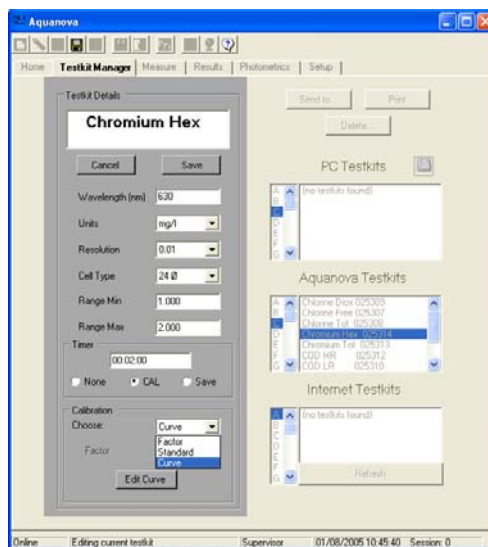 Aquanova
Home Testkit Manager Measure Results Photometrics Setup
Testkit Details
Chromium Hex
Cancel Save
Wavelength (nm) 630
Units mg/l
Resolution 0.01
Cell Type 24 Ø
Range Min 1.000
Range Max 2.000
Timer
00:02:00
None CAL Save
Calibration
Choose: Curve
Factor
Standard
Curve
Factor
Edit Curve
Send to... Print
Delete...
PC Testkits
A
B
C
D
E
F
G
(no testkits found)
Aquanova Testkits
A
B
C
D
E
F
G
Chlorine Diox 025309
Chlorine Free 025307
Chlorine Tot 025308
Chromium Hex 025314
Chromium Tot 025313
COD HR 025312
COD LR 025310
Internet Testkits
A
B
C
D
E
F
G
(no testkits found)
Refresh
Online Editing current testkit Supervisor 01/08/2005 10:45:40 Session: 0